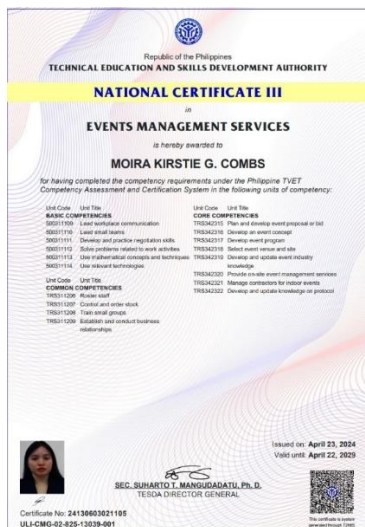 Republic of the Philippines
TECHNICAL EDUCATION AND SKILLS DEVELOPMENT AUTHORITY
NATIONAL CERTIFICATE III
in
EVENTS MANAGEMENT SERVICES
is hereby awarded to
MOIRA KIRSTIE G. COMBS
for having completed the competency requirements under the Philippine TVET
Competency Assessment and Certification System in the following units of competency:
Unit Code Unit Title
BASIC COMPETENCIES
500311109 Lead workplace communication
500311110 Lead small teams
500311111 Develop and practice negotiation skills
500311112 Solve problems related to work activities
500311113 Use mathematical concepts and techniques
500311114 Use relevant technologies
Unit Code Unit Title
COMMON COMPETENCIES
TRS311206 Roster staff
TRS311207 Control and order stock
TRS311208 Train small groups
TRS311209 Establish and conduct business
relationships
Unit Code Unit Title
CORE COMPETENCIES
TRS342315 Plan and develop event proposal or bid
TRS342316 Develop an event concept
TRS342317 Develop event program
TRS342318 Select event venue and site
TRS342319 Develop and update event industry
knowledge
TRS342320 Provide on-site event management services
TRS342321 Manage contractors for indoor events
TRS342322 Develop and update knowledge on protocol
Issued on: April 23, 2024
Valid until: April 22, 2029
SEC. SUHARTO T. MANGUDADATU, Ph. D.
TESDA DIRECTOR GENERAL
Certificate No: 24130603021105
ULI-CMG-02-825-13039-001
This certificate is system
generated through T2MIS